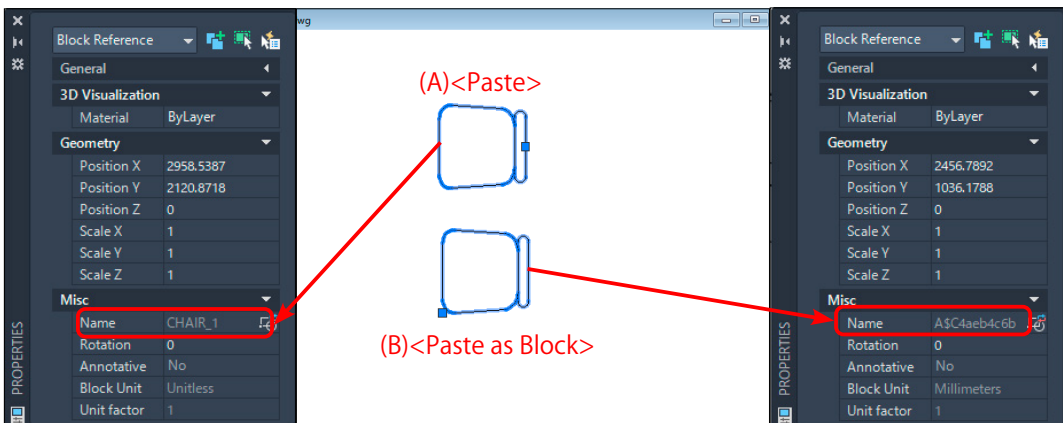 Block Reference
General
3D Visualization
Material ByLayer
Geometry
Position X 2958.5387
Position Y 2120.8718
Position Z 0
Scale X 1
Scale Y 1
Scale Z 1
Misc
Name CHAIR_1
Rotation 0
Annotative No
Block Unit Unitless
Unit factor 1
PROPERTIES
wg
(A)<Paste>
(B)<Paste as Block>
Block Reference
General
3D Visualization
Material ByLayer
Geometry
Position X 2456.7892
Position Y 1036.1788
Position Z 0
Scale X 1
Scale Y 1
Scale Z 1
Misc
Name A$C4aeb4c6b
Rotation 0
Annotative No
Block Unit Millimeters
Unit factor 1
PROPERTIES